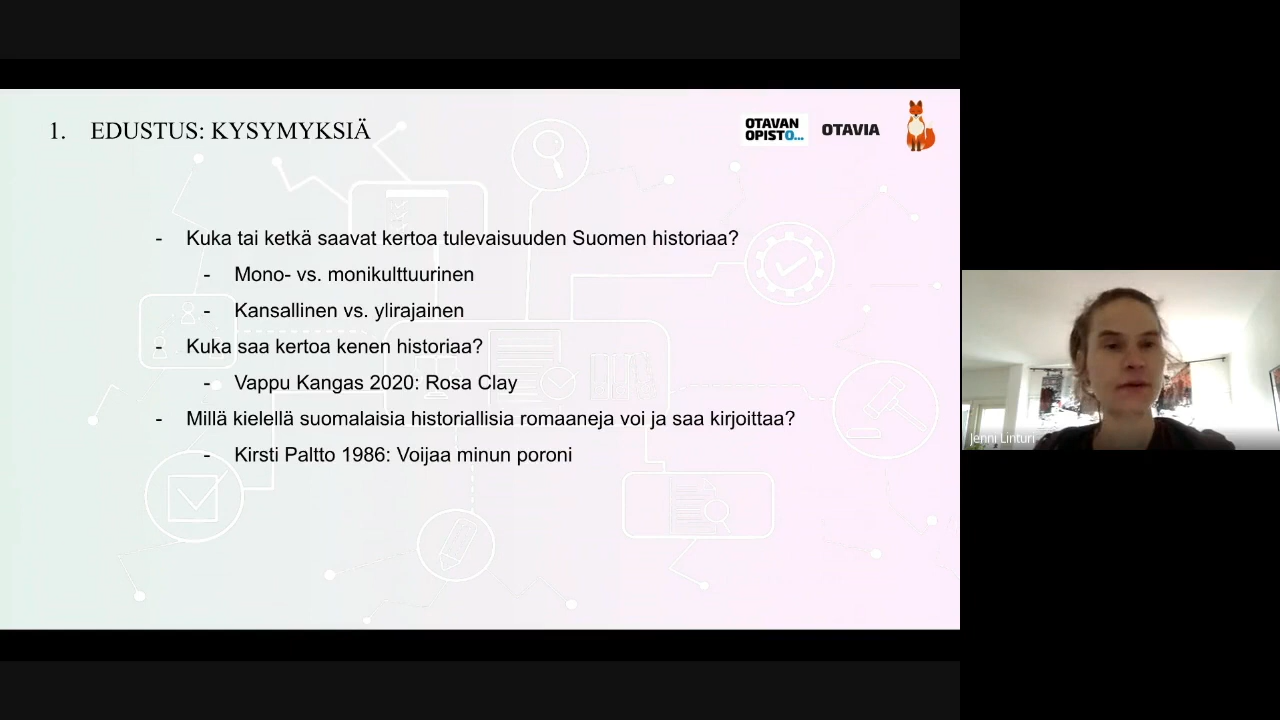 1. EDUSTUS: KYSYMYKSIÄ
OTAVAN
OPISTO...
OTAVIA
- Kuka tai ketkä saavat kertoa tulevaisuuden Suomen historiaa?
- Mono- vs. monikulttuurinen
- Kansallinen vs. ylirajainen
- Kuka saa kertoa kenen historiaa?
- Vappu Kangas 2020: Rosa Clay
- Millä kielellä suomalaisia historiallisia romaaneja voi ja saa kirjoittaa?
- Kirsti Paltto 1986: Voijaa minun poroni
Jenni Linturi